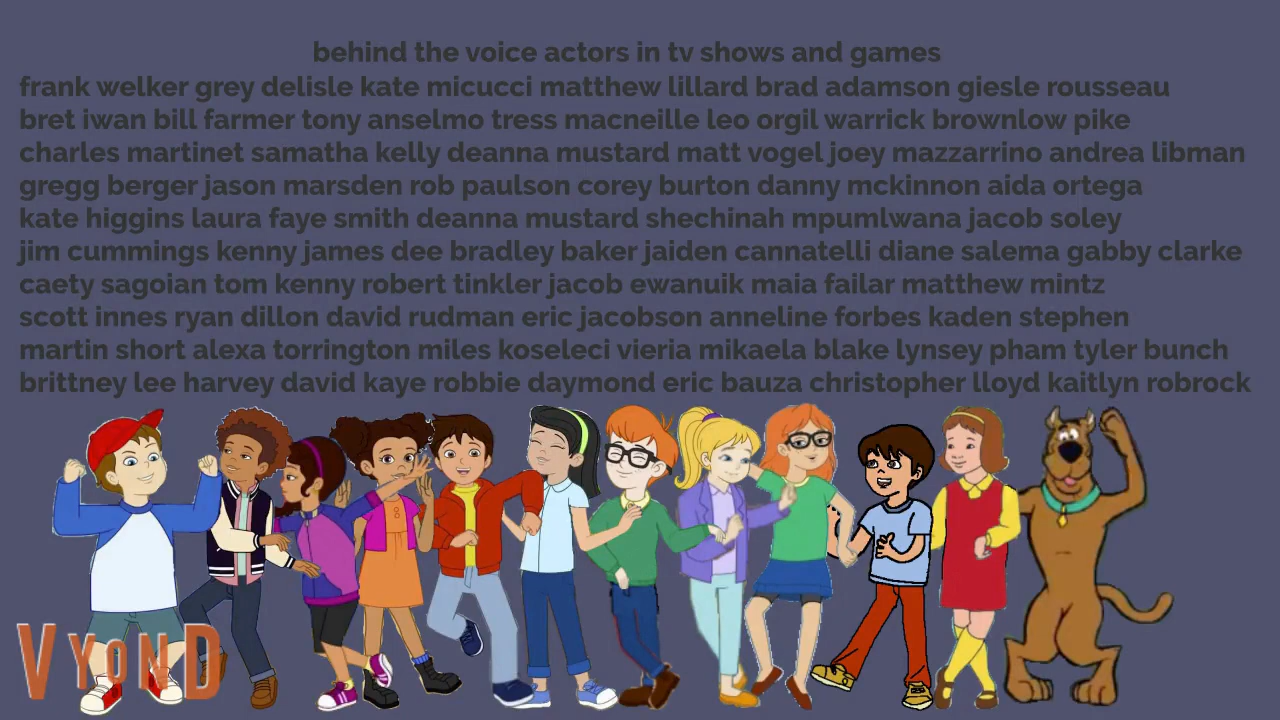 behind the voice actors in tv shows and games
frank welker grey delisle kate micucci matthew lillard brad adamson giesle rousseau
bret iwan bill farmer tony anselmo tress macneille leo orgil warrick brownlow pike
charles martinet samatha kelly deanna mustard matt vogel joey mazzarrino andrea libman
gregg berger jason marsden rob paulson corey burton danny mckinnon aida ortega
kate higgins laura faye smith deanna mustard shechinah mpumlwana jacob soley
jim cummings kenny james dee bradley baker jaiden cannatelli diane salema gabby clarke
caety sagoian tom kenny robert tinkler jacob ewanuik maia failar matthew mintz
scott innes ryan dillon david rudman eric jacobson anneline forbes kaden stephen
martin short alexa torrington miles koseleci vieria mikaela blake lynsey pham tyler bunch
brittney lee harvey david kaye robbie daymond eric bauza christopher lloyd kaitlyn robrock
VYOND